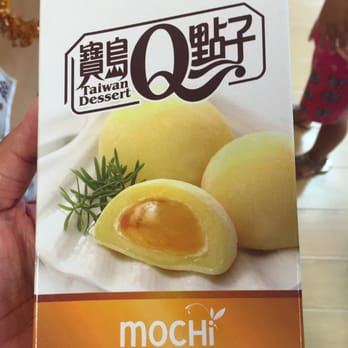 寶島Q點子
Taiwan
Dessert
mochi